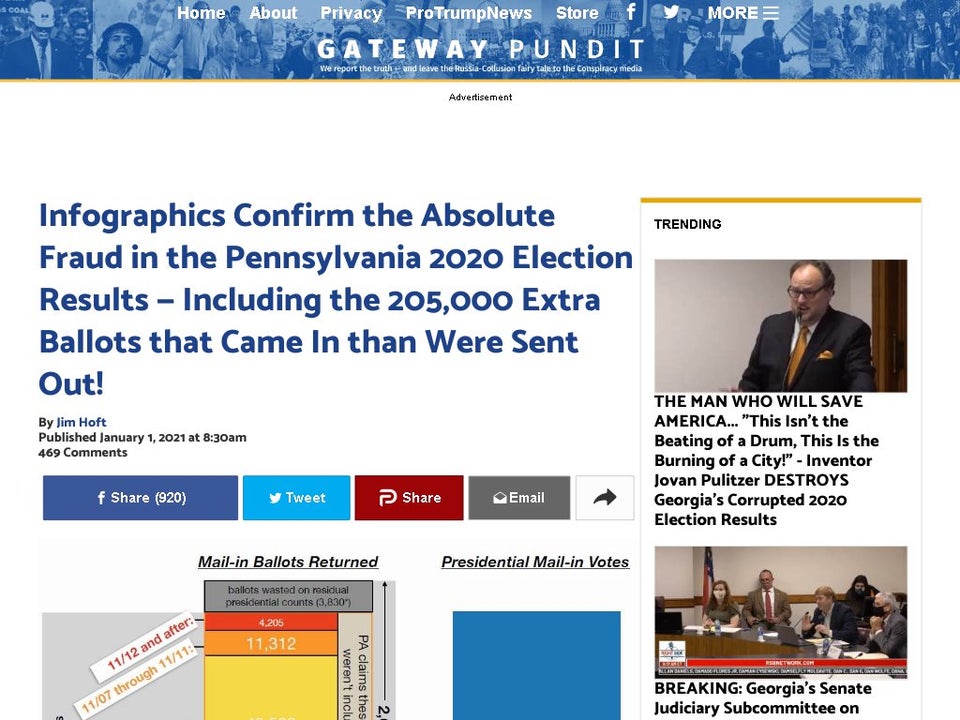 Home About Privacy ProTrumpNews Store MORE
GATEWAY PUNDIT
We report the truth — and leave the Russia-Collusion fairy tale to the Conspiracy media
Advertisement
Infographics Confirm the Absolute
Fraud in the Pennsylvania 2020 Election
Results – Including the 205,000 Extra
Ballots that Came In than Were Sent
Out!
By Jim Hoft
Published January 1, 2021 at 8:30am
469 Comments
Share (920) Tweet Share Email
Mail-in Ballots Returned
Presidential Mail-in Votes
ballots wasted on residual
presidential counts (3,830*)
11/12 and after:
4,205
11/07 through 11/11:
11,312
PA claims thes
weren't inclu
TRENDING
THE MAN WHO WILL SAVE
AMERICA... "This Isn't the
Beating of a Drum, This Is the
Burning of a City!" - Inventor
Jovan Pulitzer DESTROYS
Georgia's Corrupted 2020
Election Results
RSBNETWORK.COM
BREAKING: Georgia's Senate
Judiciary Subcommittee on